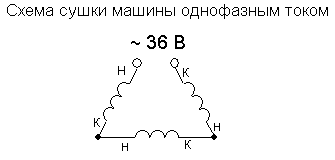 Схема сушки машины однофазным током
~ 36 В
Н К
К Н
Н К